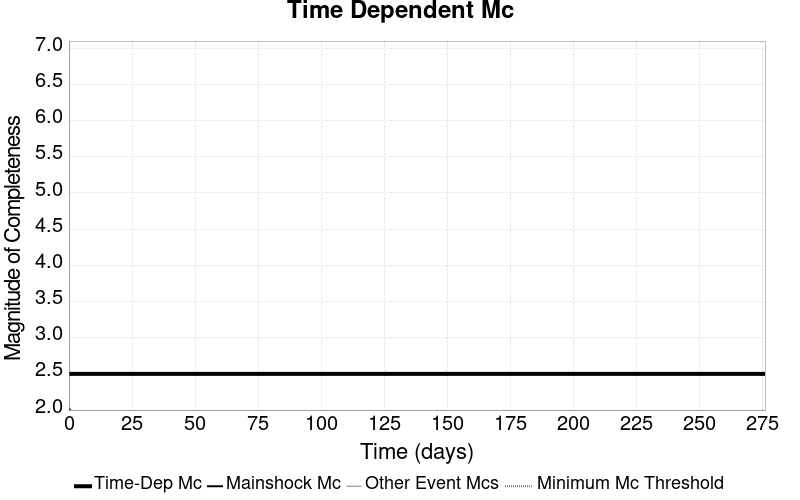 Time Dependent Mc
Magnitude of Completeness
7.0
6.5
6.0
5.5
5.0
4.5
4.0
3.5
3.0
2.5
2.0
0 25 50 75 100 125 150 175 200 225 250 275
Time (days)
Time-Dep Mc Mainshock Mc Other Event Mcs Minimum Mc Threshold